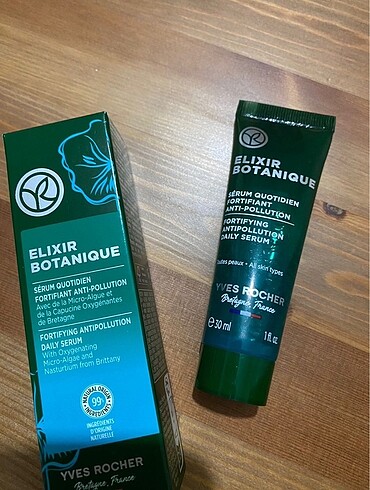 ELIXIR
BOTANIQUE
SÉRUM QUOTIDIEN
FORTIFIANT ANTI-POLLUTION
Avec de la Micro-Algue et
de la Capucine Oxygénantes
de Bretagne
FORTIFYING ANTIPOLLUTION
DAILY SERUM
With Oxygenating
Micro-Algae and
Nasturtium from Brittany
NATURAL ORIGIN
99%
INGREDIENTS
INGRÉDIENTS
D'ORIGINE
NATURELLE
YVES ROCHER
Bretagne, France
ELIXIR
BOTANIQUE
SÉRUM QUOTIDIEN
FORTIFIANT
ANTI-POLLUTION
FORTIFYING
ANTIPOLLUTION
DAILY SERUM
Toutes peaux • All skin types
YVES ROCHER
Bretagne, France
℮30 ml
1 fl.oz.